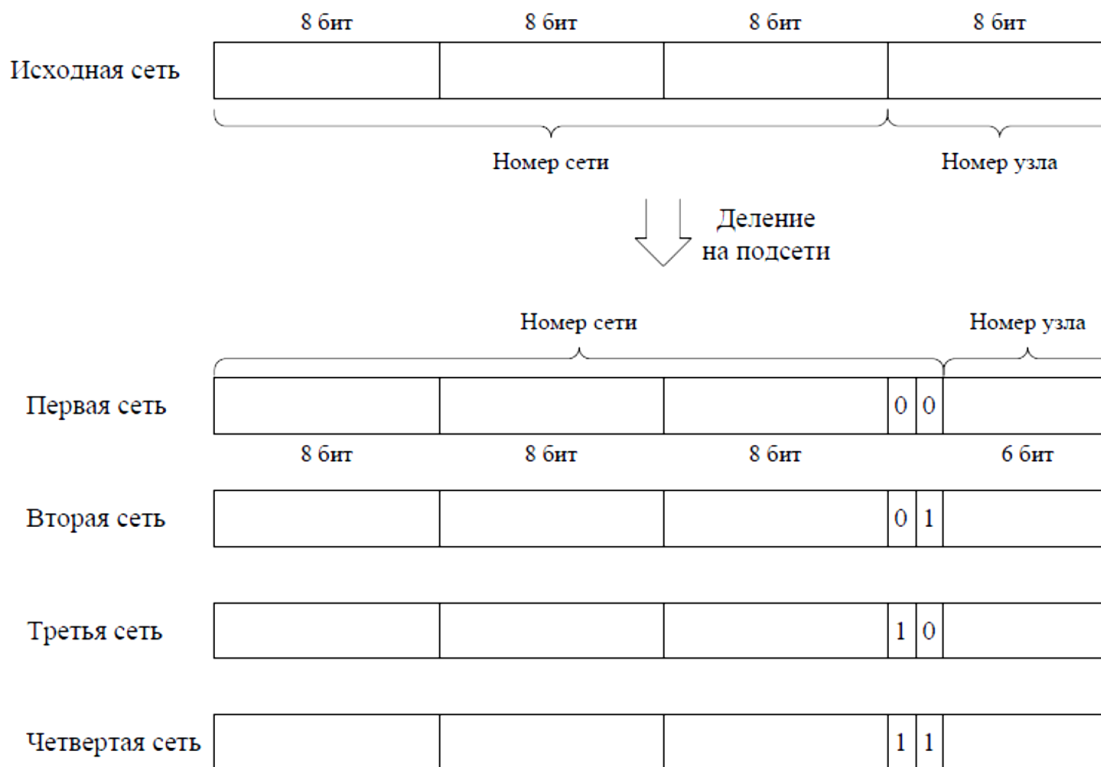 8 бит 8 бит 8 бит 8 бит
Исходная сеть
Номер сети Номер узла
Деление
на подсети
Номер сети Номер узла
Первая сеть 0 0
8 бит 8 бит 8 бит 6 бит
Вторая сеть 0 1
Третья сеть 1 0
Четвертая сеть 1 1